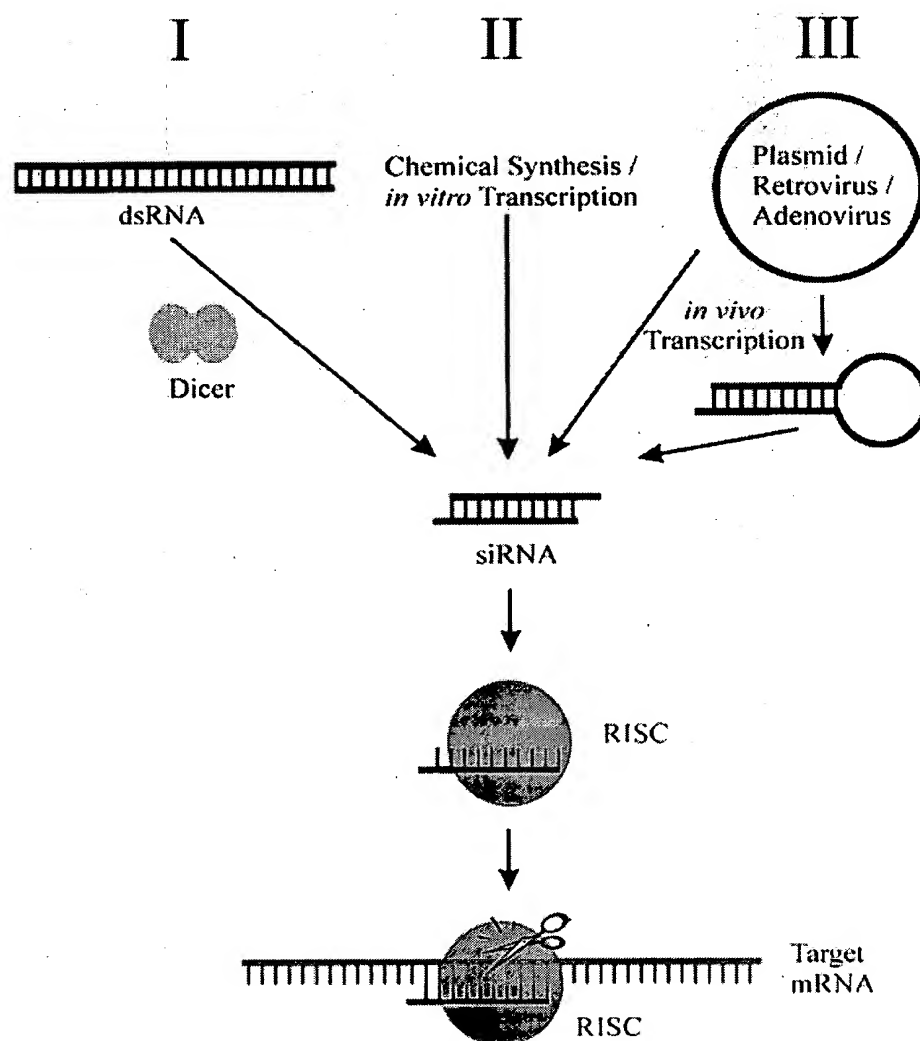 I
II
III
dsRNA
Chemical Synthesis /
in vitro Transcription
Plasmid /
Retrovirus /
Adenovirus
Dicer
in vivo
Transcription
siRNA
RISC
Target
mRNA
RISC